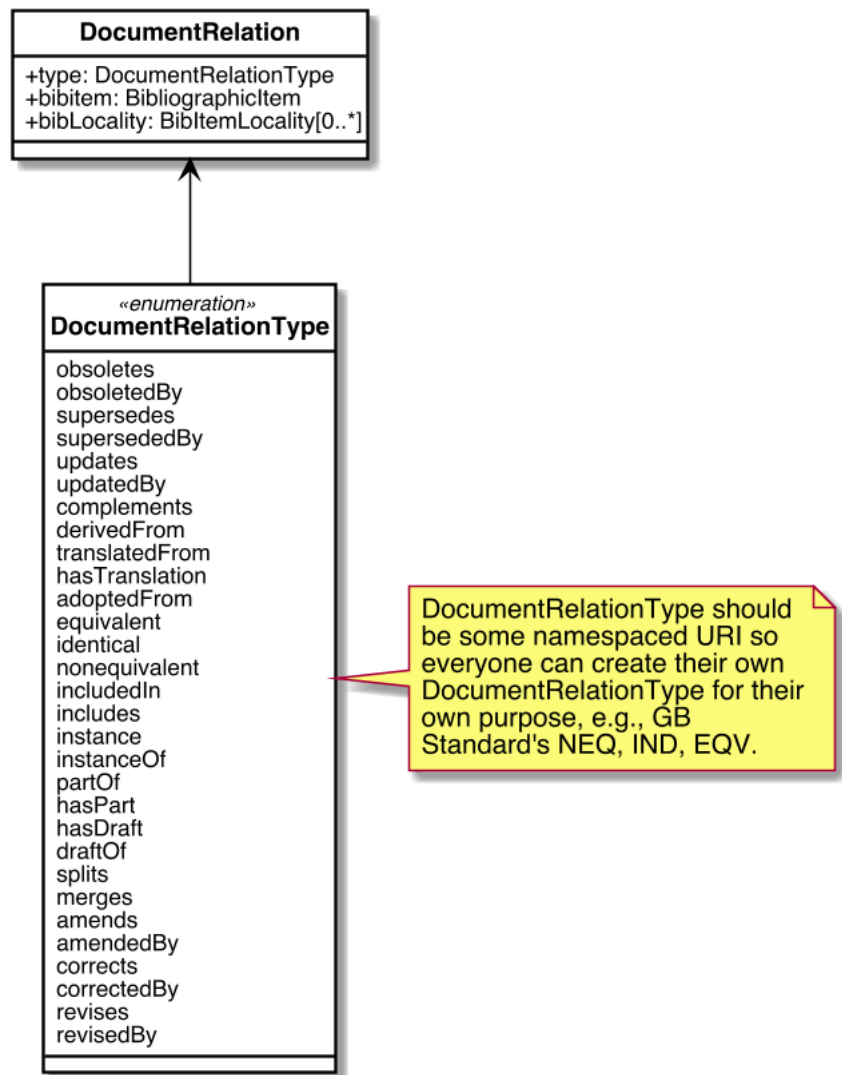 DocumentRelation
+type: DocumentRelationType
+bibitem: BibliographicItem
+bibLocality: BibItemLocality[0..*]
«enumeration»
DocumentRelationType
obsoletes
obsoletedBy
supersedes
supersededBy
updates
updatedBy
complements
derivedFrom
translatedFrom
hasTranslation
adoptedFrom
equivalent
identical
nonequivalent
includedIn
includes
instance
instanceOf
partOf
hasPart
hasDraft
draftOf
splits
merges
amends
amendedBy
corrects
correctedBy
revises
revisedBy
DocumentRelationType should
be some namespaced URI so
everyone can create their own
DocumentRelationType for their
own purpose, e.g., GB
Standard's NEQ, IND, EQV.